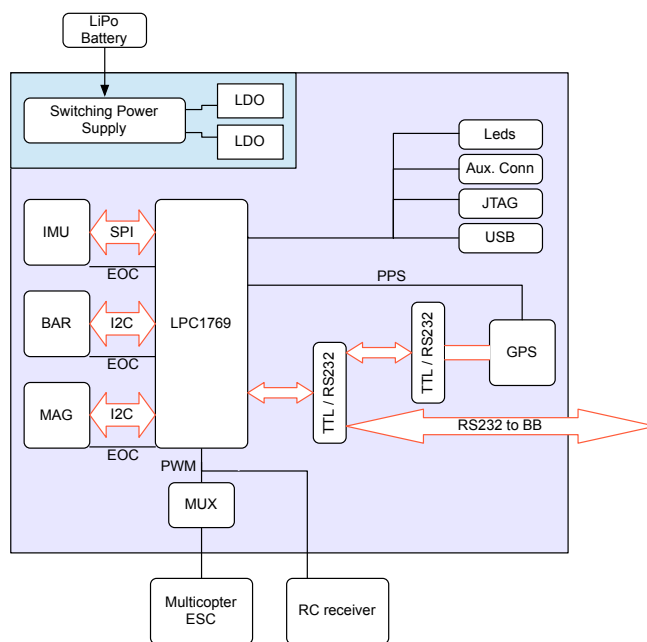 LiPo
Battery
Switching Power
Supply
LDO
LDO
Leds
Aux. Conn
JTAG
USB
IMU
SPI
EOC
BAR
I2C
EOC
MAG
I2C
EOC
LPC1769
PPS
TTL / RS232
TTL / RS232
GPS
RS232 to BB
PWM
MUX
Multicopter
ESC
RC receiver